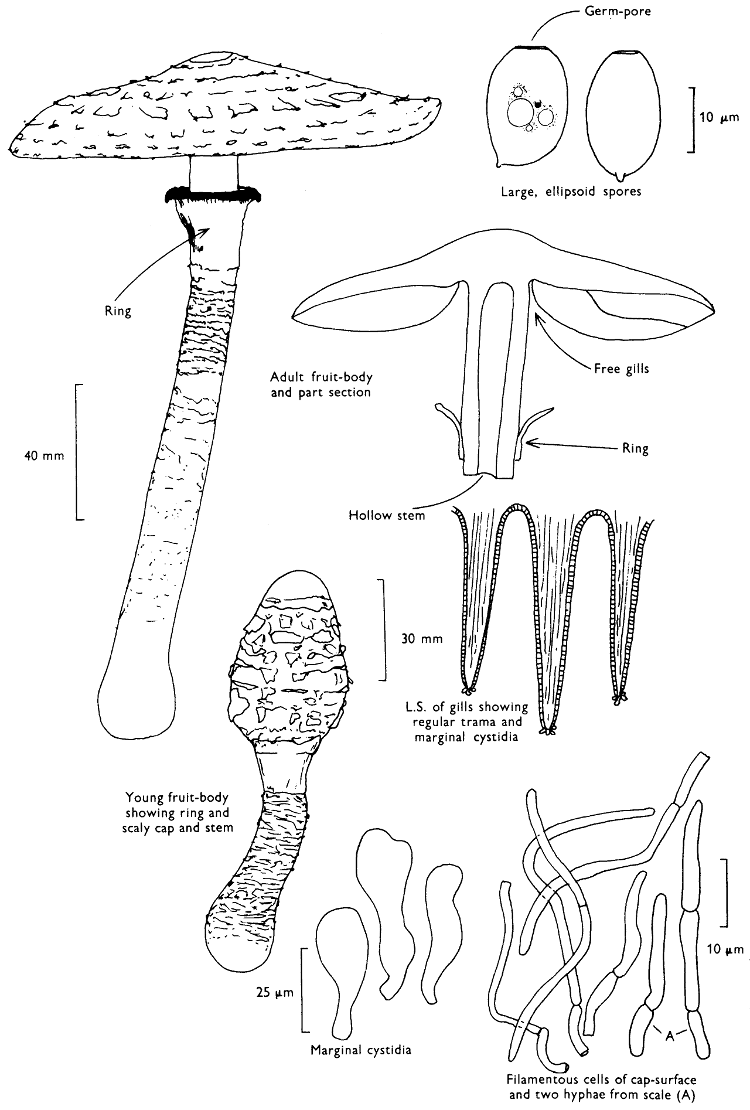 Germ-pore
10 μm
Large, ellipsoid spores
Ring
Adult fruit-body
and part section
Free gills
40 mm
Ring
Hollow stem
30 mm
L.S. of gills showing
regular trama and
marginal cystidia
Young fruit-body
showing ring and
scaly cap and stem
10 μm
25 μm
A
Marginal cystidia
Filamentous cells of cap-surface
and two hyphae from scale (A)